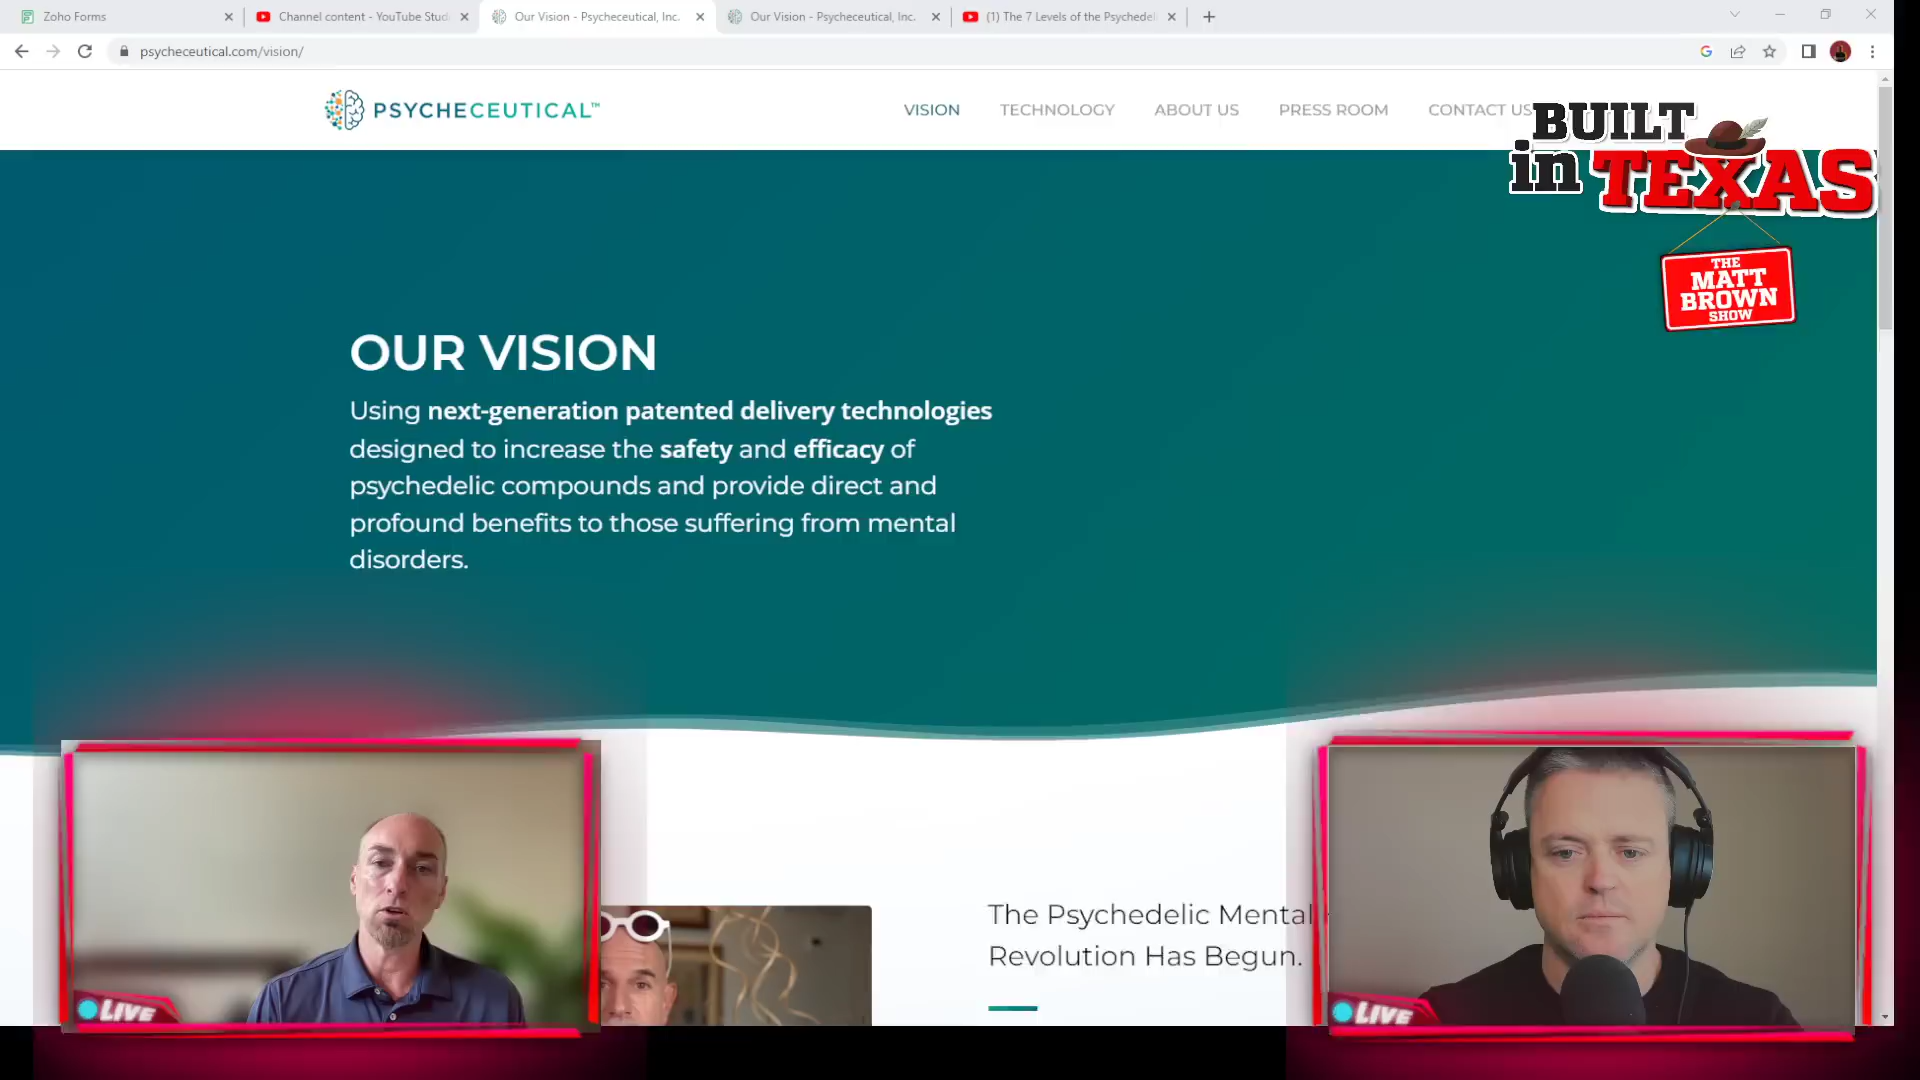 Zoho Forms
Channel content - YouTube Stud
Our Vision - Psycheceutical, Inc.
Our Vision - Psycheceutical, Inc.
(1) The 7 Levels of the Psychedel
psycheceutical.com/vision/
PSYCHECEUTICAL™
VISION
TECHNOLOGY
ABOUT US
PRESS ROOM
CONTACT US
BUILT
in TEXAS
THE
MATT
BROWN
SHOW
OUR VISION
Using next-generation patented delivery technologies
designed to increase the safety and efficacy of
psychedelic compounds and provide direct and
profound benefits to those suffering from mental
disorders.
The Psychedelic Mental
Revolution Has Begun.
LIVE
LIVE